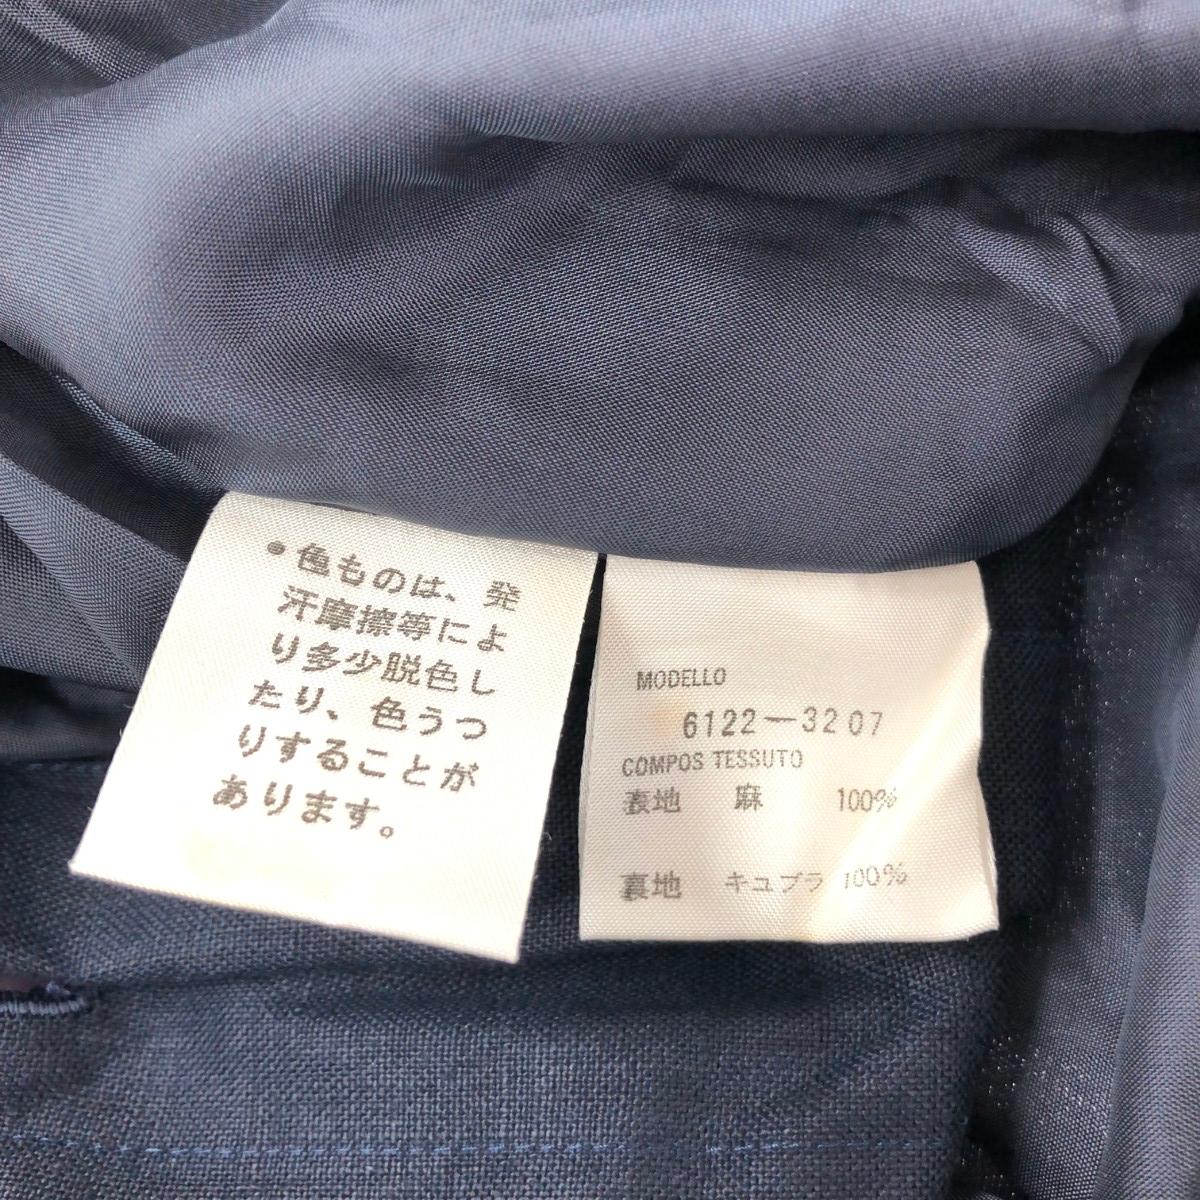 •色ものは、発
汗摩擦等によ
り多少脱色し
たり、色うつ
りすることが
あります。
MODELLO
6122-3207
COMPOS TESSUTO
表地 麻 100%
裏地 キュプラ 100%